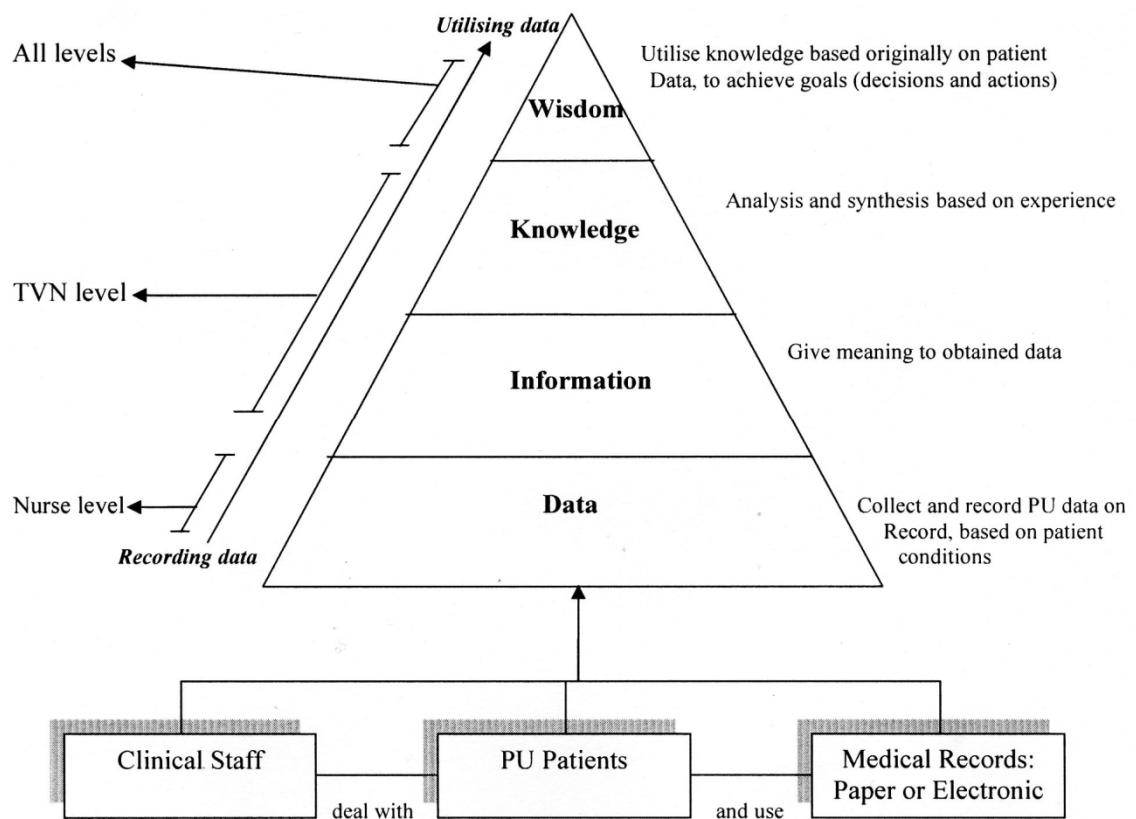 Utilising data
All levels
Utilise knowledge based originally on patient
Data, to achieve goals (decisions and actions)
Wisdom
Analysis and synthesis based on experience
Knowledge
TVN level
Give meaning to obtained data
Information
Nurse level
Data
Collect and record PU data on
Record, based on patient
conditions
Recording data
Clinical Staff
deal with
PU Patients
and use
Medical Records:
Paper or Electronic